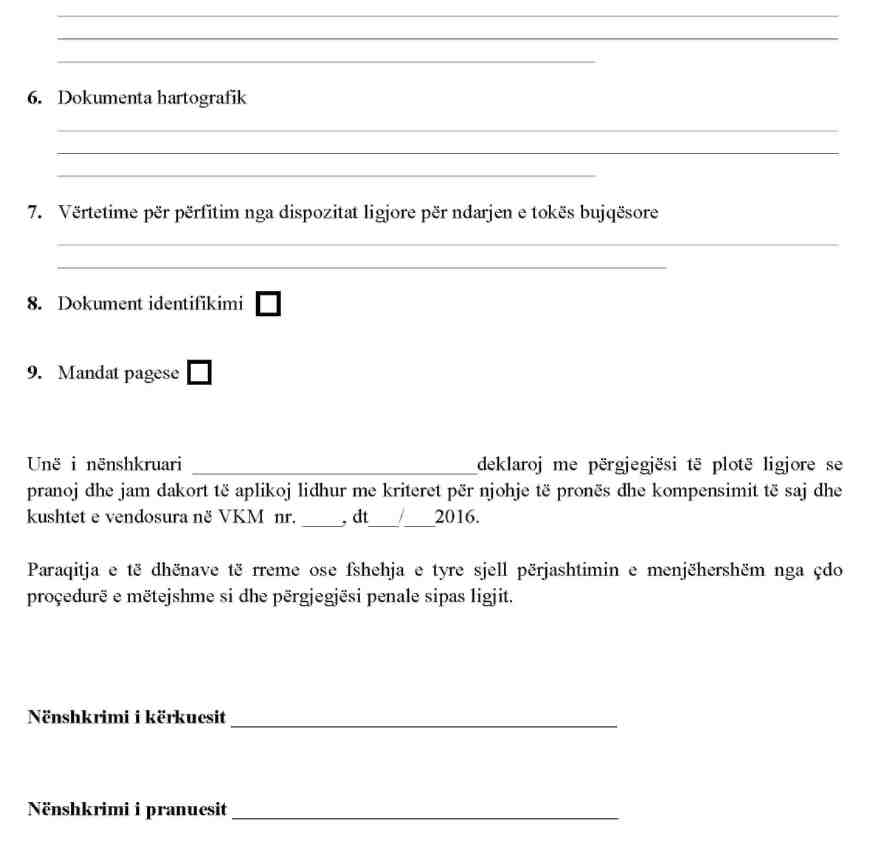 6. Dokumenta hartografik
7. Vërtetime për përfitim nga dispozitat ligjore për ndarjen e tokës bujqësore
8. Dokument identifikimi
9. Mandat pagese
Unë i nënshkruari ______________________________deklaroj me përgjegjësi të plotë ligjore se
pranoj dhe jam dakort të aplikoj lidhur me kriteret për njohje të pronës dhe kompensimit të saj dhe
kushtet e vendosura në VKM nr. ____, dt___/___2016.
Paraqitja e të dhënave të rreme ose fshehja e tyre sjell përjashtimin e menjëhershëm nga çdo
proçedurë e mëtejshme si dhe përgjegjësi penale sipas ligjit.
Nënshkrimi i kërkuesit ________________________________________
Nënshkrimi i pranuesit ________________________________________